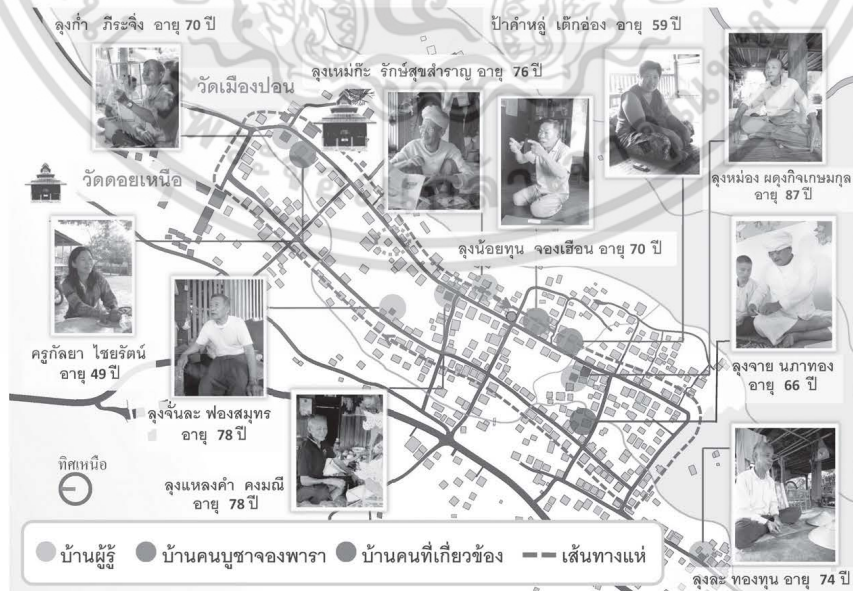 ลุงก่ำ ภีระจิ่ง อายุ 70 ปี
ป้าคำหลู่ เต๊กอ่อง อายุ 59 ปี
ลุงเหม่ก๊ะ รักษ์สุขสำราญ อายุ 76 ปี
วัดเมืองปอน
วัดดอยเหนือ
ลุงหม่อง ผดุงกิจเกษมกุล
อายุ 87 ปี
ลุงน้อยทุน จองเฮือน อายุ 70 ปี
ครูกัลยา ไชยรัตน์
อายุ 49 ปี
ลุงจาย นภาทอง
อายุ 66 ปี
ลุงจันละ ฟองสมุทร
อายุ 78 ปี
ทิศเหนือ
ลุงแหลงคำ คงมณี
อายุ 78 ปี
บ้านผู้รู้
บ้านคนบูชาจองพารา
บ้านคนที่เกี่ยวข้อง
เส้นทางแห่
ลุงละ ทองทุน อายุ 74 ปี